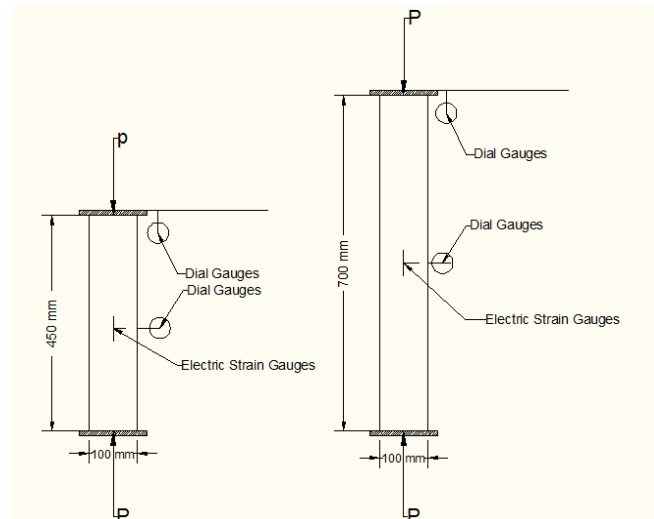 p
Dial Gauges
Dial Gauges
450 mm
Electric Strain Gauges
100 mm
P
P
Dial Gauges
Dial Gauges
700 mm
Electric Strain Gauges
100 mm
P